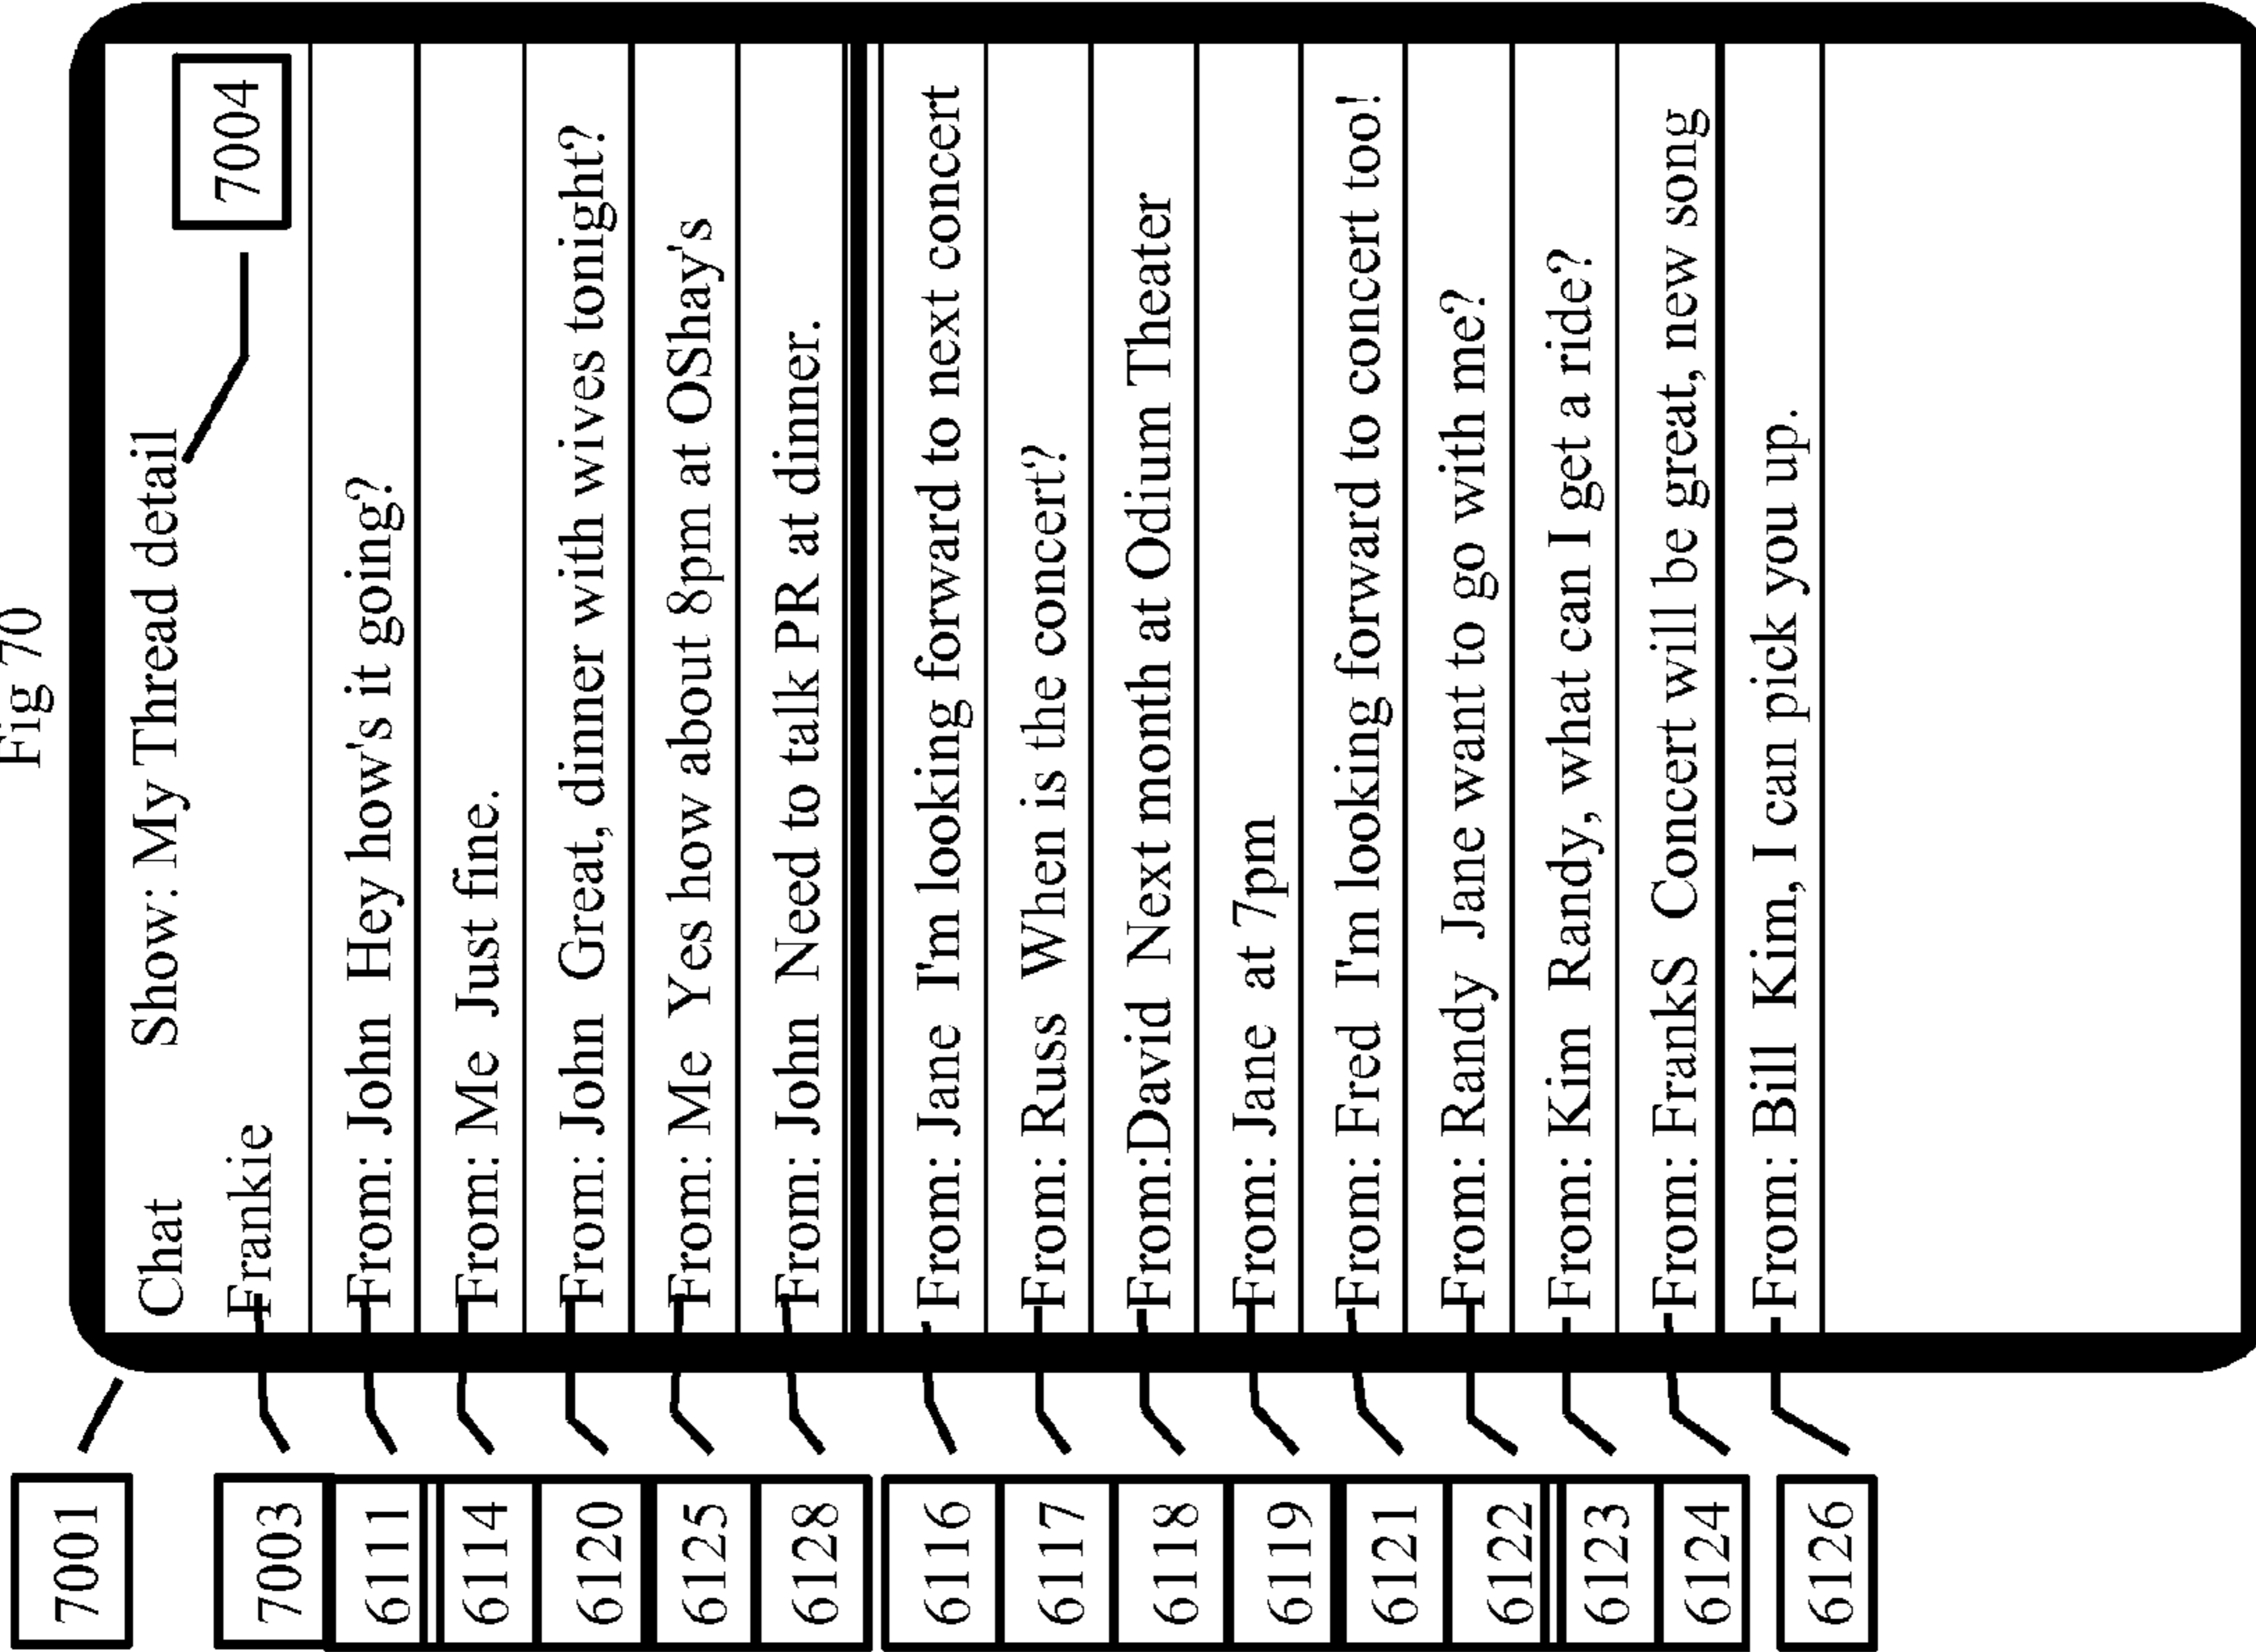 Fig 70
7001
Chat Show: My Thread detail
7004
7003 Frankie
6111 From: John Hey how's it going?
6114 From: Me Just fine.
6120 From: John Great, dinner with wives tonight?
6125 From: Me Yes how about 8pm at OShay's
6128 From: John Need to talk PR at dinner.
6116 From: Jane I'm looking forward to next concert
6117 From: Russ When is the concert?
6118 From:David Next month at Odium Theater
6119 From: Jane at 7pm
6121 From: Fred I'm looking forward to concert too!
6122 From: Randy Jane want to go with me?
6123 From: Kim Randy, what can I get a ride?
6124 From: FrankS Concert will be great, new song
6126 From: Bill Kim, I can pick you up.